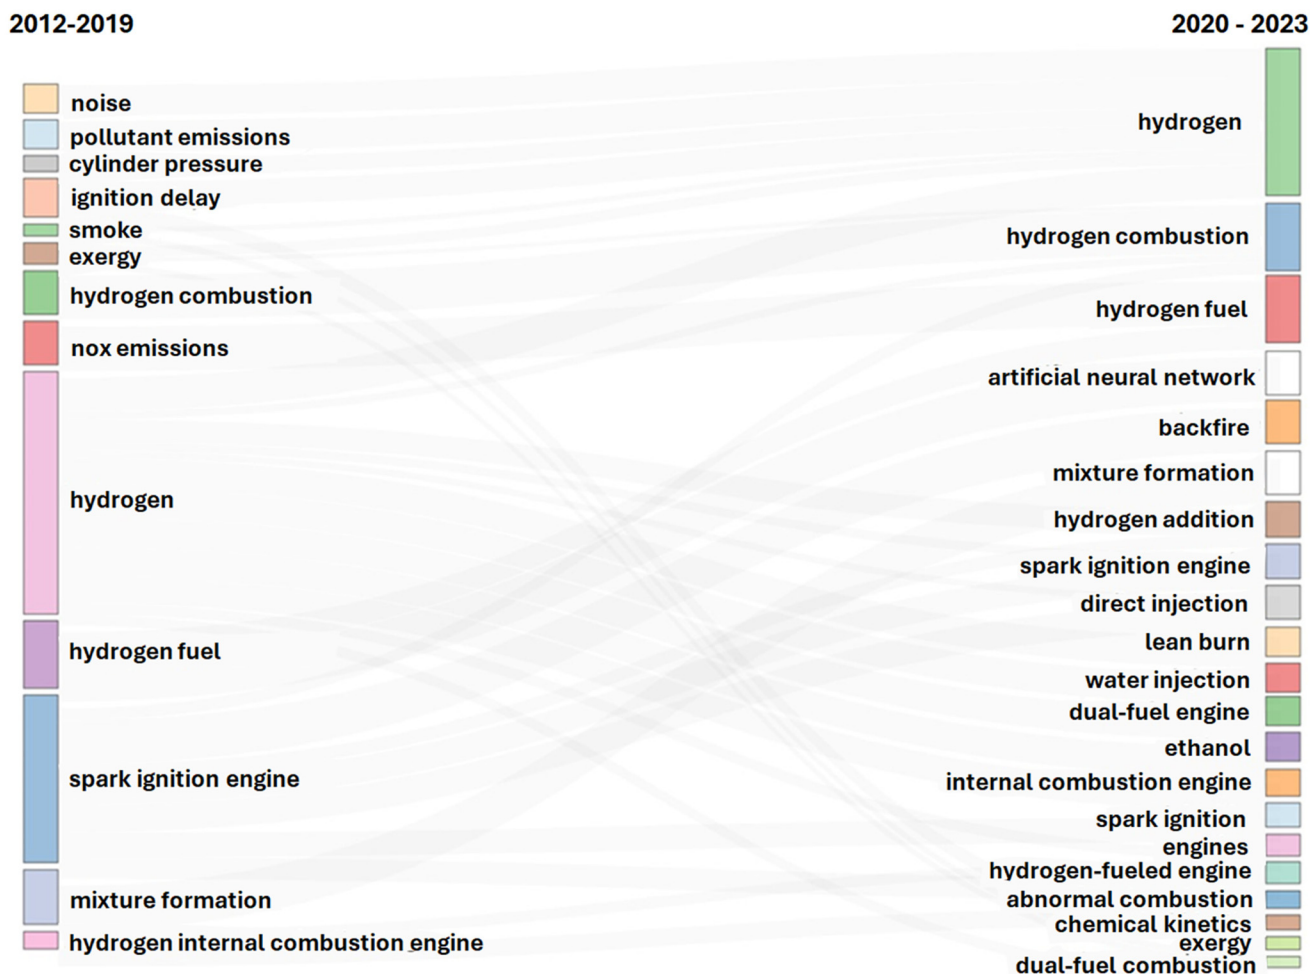 2012-2019
noise
pollutant emissions
cylinder pressure
ignition delay
smoke
exergy
hydrogen combustion
nox emissions
hydrogen
hydrogen fuel
spark ignition engine
mixture formation
hydrogen internal combustion engine
2020 - 2023
hydrogen
hydrogen combustion
hydrogen fuel
artificial neural network
backfire
mixture formation
hydrogen addition
spark ignition engine
direct injection
lean burn
water injection
dual-fuel engine
ethanol
internal combustion engine
spark ignition
engines
hydrogen-fueled engine
abnormal combustion
chemical kinetics
exergy
dual-fuel combustion